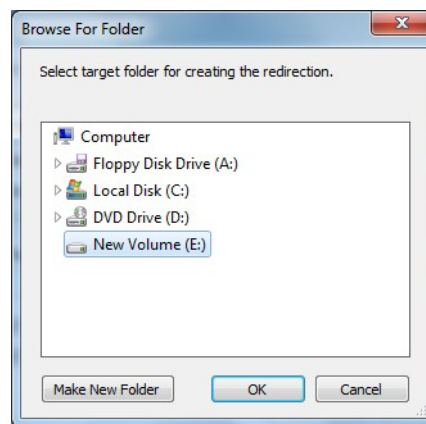 Browse For Folder
Select target folder for creating the redirection.
Computer
Floppy Disk Drive (A:)
Local Disk (C:)
DVD Drive (D:)
New Volume (E:)
Make New Folder OK Cancel